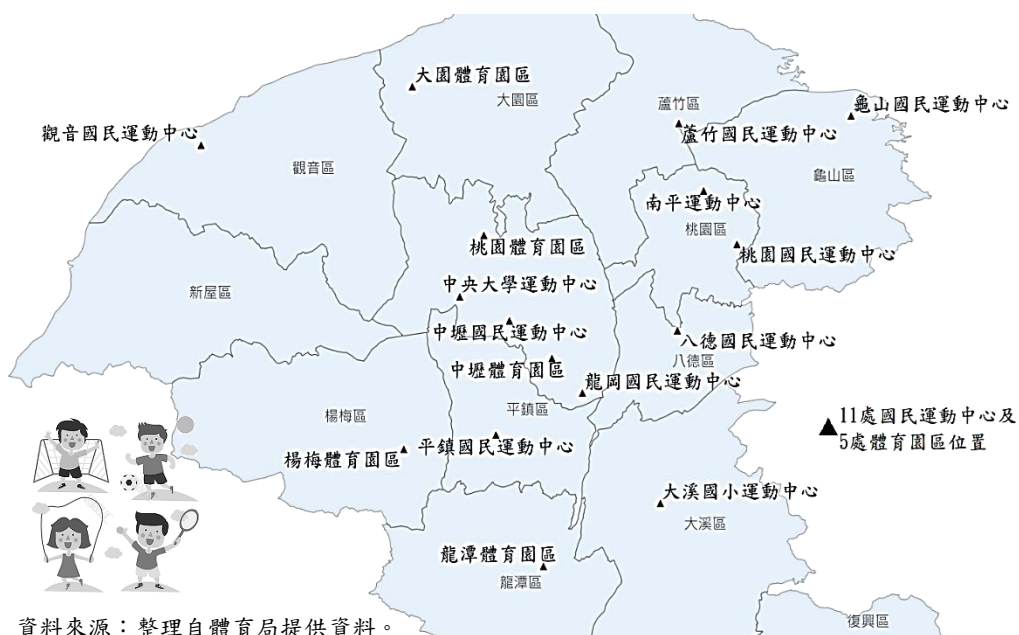 大園體育園區
大園區
龜山國民運動中心
蘆竹區
觀音國民運動中心
蘆竹國民運動中心
觀音區
龜山區
南平運動中心
桃園區
桃園體育園區
桃園國民運動中心
中央大學運動中心
新屋區
中壢國民運動中心
八德國民運動中心
八德區
中壢體育園區
龍岡國民運動中心
楊梅區
平鎮區
11處國民運動中心及
5處體育園區位置
平鎮國民運動中心
楊梅體育園區
大溪國小運動中心
大溪區
龍潭體育園區
龍潭區
復興區
資料來源：整理自體育局提供資料。